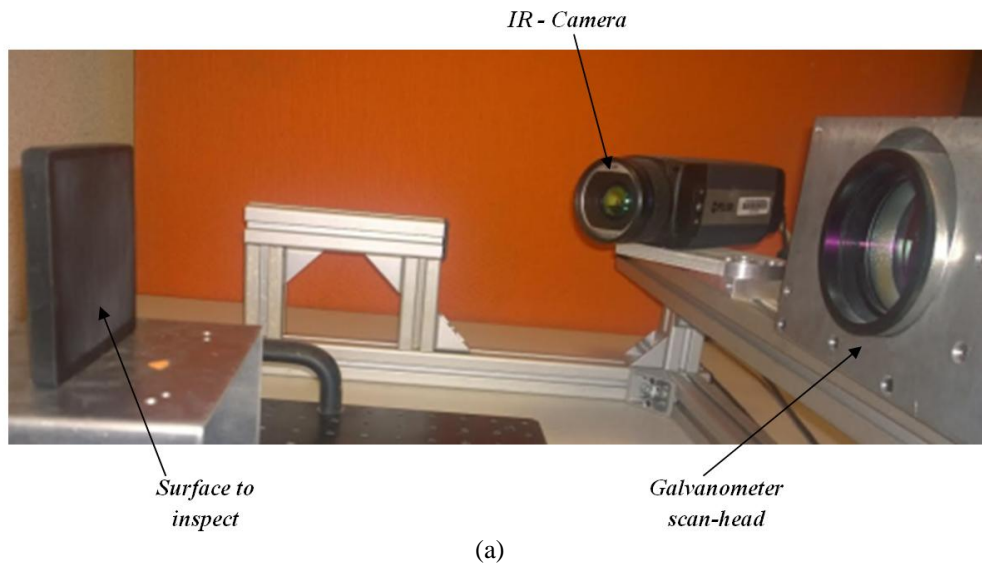 IR - Camera
Surface to
inspect
Galvanometer
scan-head
(a)